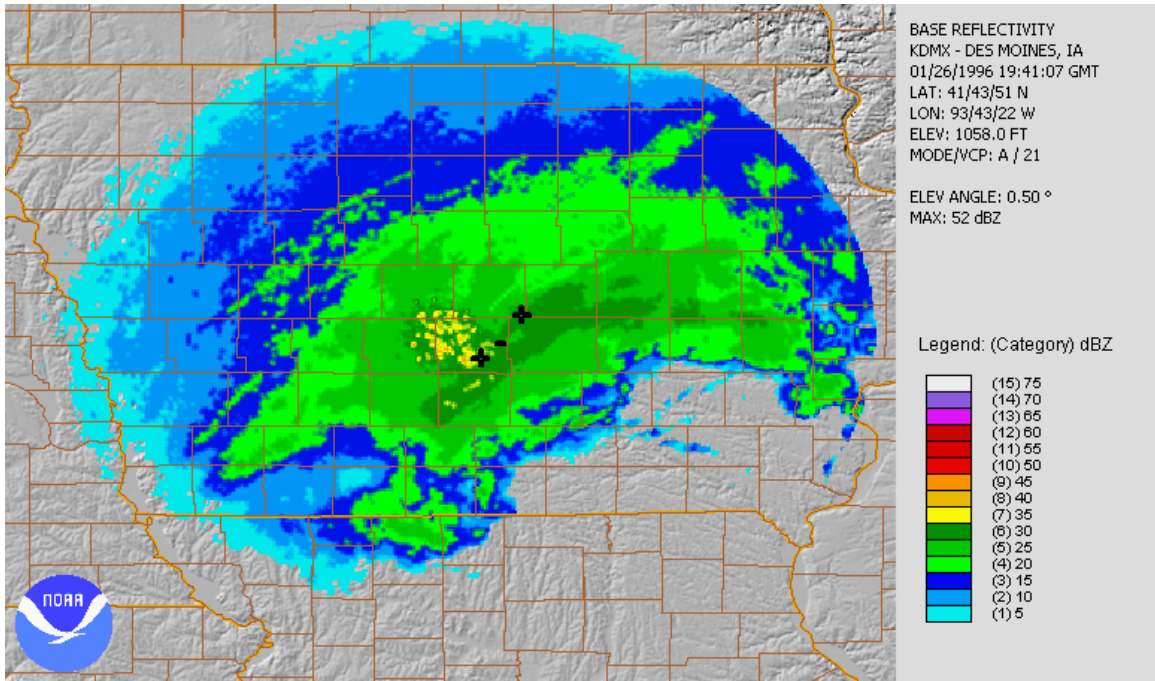 BASE REFLECTIVITY
KDMX - DES MOINES, IA
01/26/1996 19:41:07 GMT
LAT: 41/43/51 N
LON: 93/43/22 W
ELEV: 1058.0 FT
MODE/VCP: A / 21
ELEV ANGLE: 0.50 °
MAX: 52 dBZ
Legend: (Category) dBZ
(15) 75
(14) 70
(13) 65
(12) 60
(11) 55
(10) 50
(9) 45
(8) 40
(7) 35
(6) 30
(5) 25
(4) 20
(3) 15
(2) 10
(1) 5
NOAA